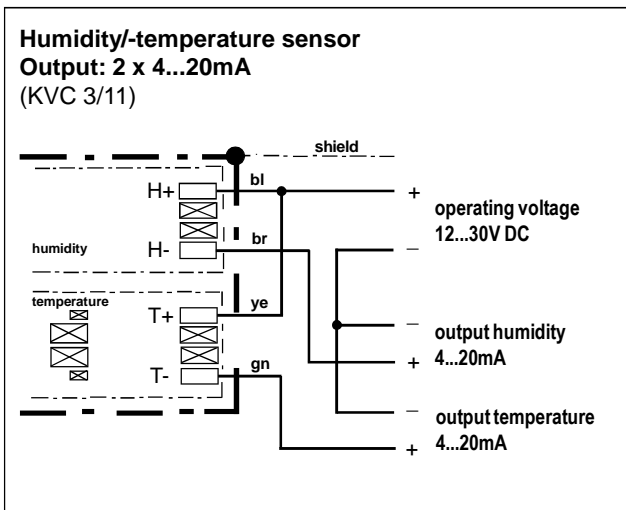 Humidity/-temperature sensor
Output: 2 x 4...20mA
(KVC 3/11)
shield
bl
H+
+
operating voltage
12...30V DC
br
humidity
H-
–
temperature
ye
T+
–
output humidity
4...20mA
+
gn
T-
–
output temperature
4...20mA
+